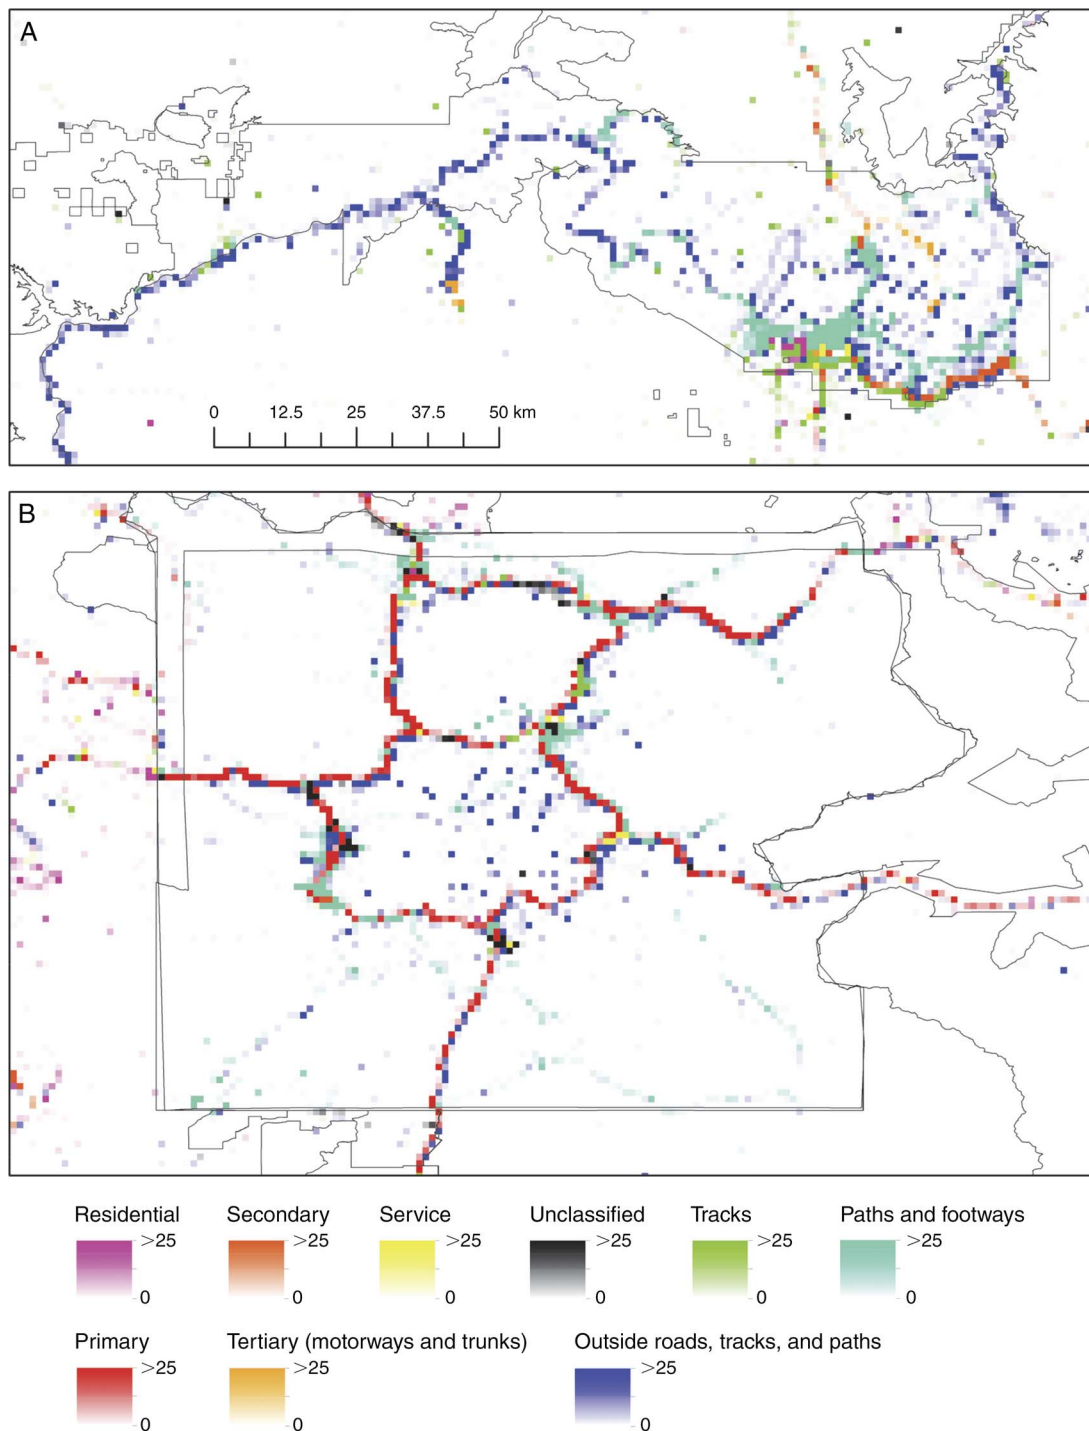 A
0 12.5 25 37.5 50 km
B
Residential Secondary Service Unclassified Tracks Paths and footways
>25 >25 >25 >25 >25 >25
0 0 0 0 0 0
Primary Tertiary (motorways and trunks) Outside roads, tracks, and paths
>25 >25 >25
0 0 0